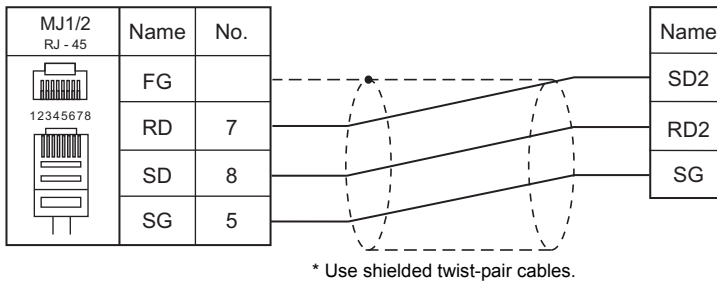 MJ1/2 RJ - 45 Name No. Name
FG SD2
12345678
RD 7 RD2
SD 8 SG
SG 5
* Use shielded twist-pair cables.